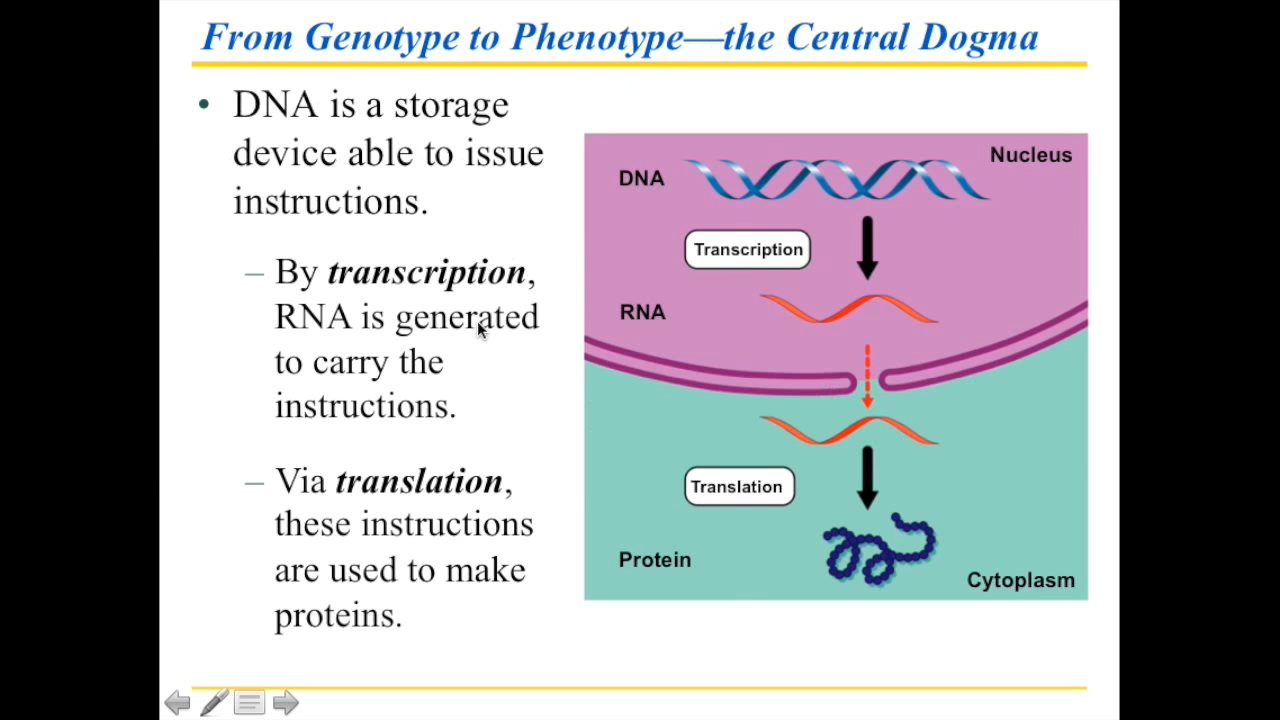 From Genotype to Phenotype—the Central Dogma
• DNA is a storage
device able to issue
instructions.
– By transcription,
RNA is generated
to carry the
instructions.
– Via translation,
these instructions
are used to make
proteins.
Nucleus
DNA
Transcription
RNA
Translation
Protein
Cytoplasm